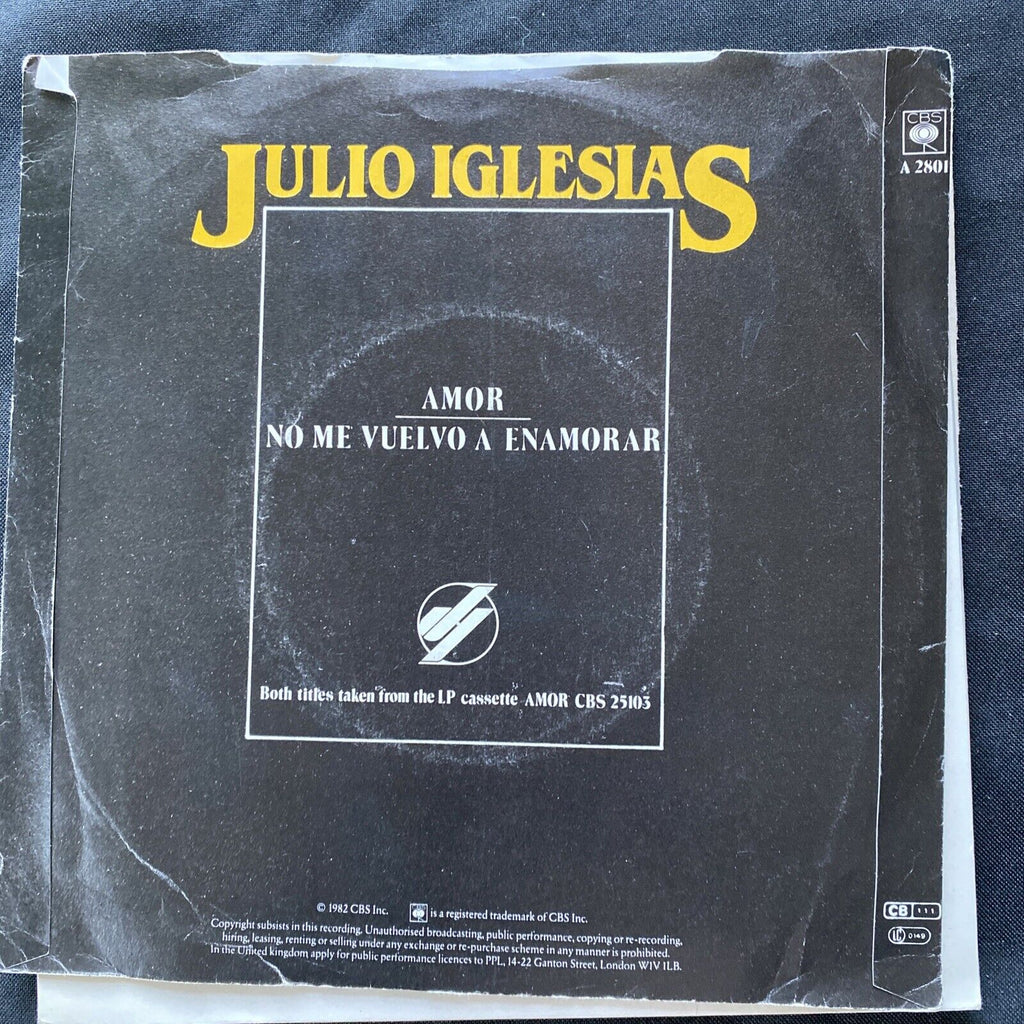 CBS
A 2801
JULIO IGLESIAS
AMOR
NO ME VUELVO A ENAMORAR
Both titles taken from the LP cassette AMOR CBS 25103
© 1982 CBS Inc. is a registered trademark of CBS Inc.
Copyright subsists in this recording. Unauthorised broadcasting, public performance, copying or re-recording,
hiring, leasing, renting or selling under any exchange or re-purchase scheme in any manner is prohibited.
In the United kingdom apply for public performance licences to PPL, 14-22 Ganton Street, London W1V 1LB.
CB 111
LC 0149